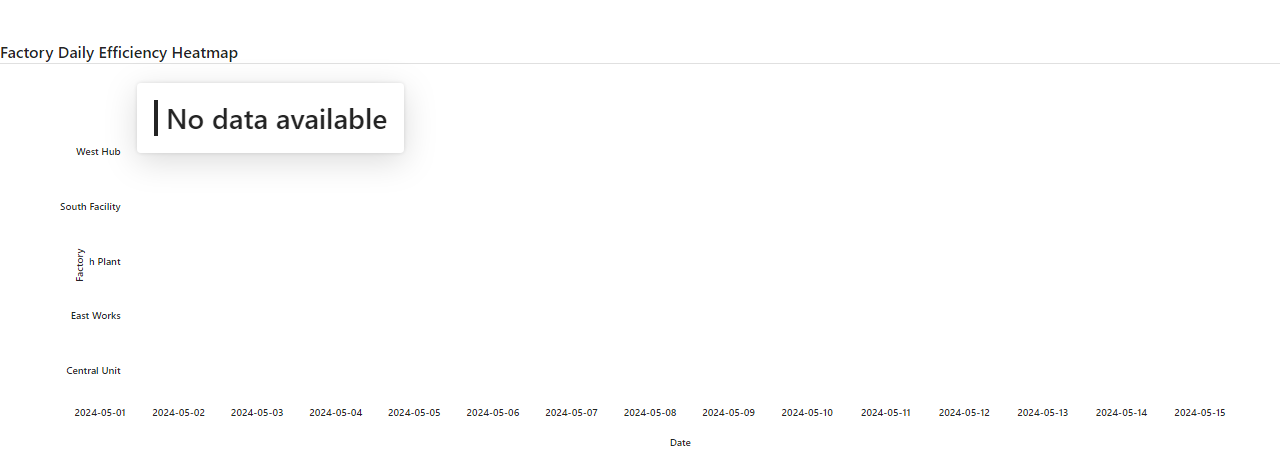 Factory Daily Efficiency Heatmap
No data available
West Hub
South Facility
h Plant
Factory
East Works
Central Unit
2024-05-01 2024-05-02 2024-05-03 2024-05-04 2024-05-05 2024-05-06 2024-05-07 2024-05-08 2024-05-09 2024-05-10 2024-05-11 2024-05-12 2024-05-13 2024-05-14 2024-05-15
Date